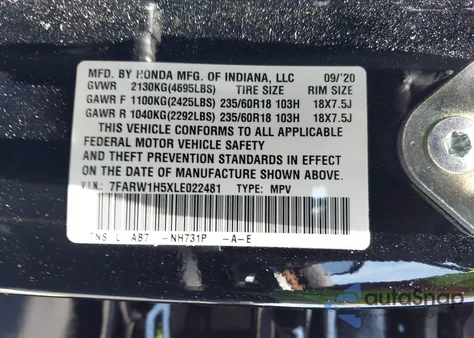 MFD. BY HONDA MFG. OF INDIANA, LLC 09/'20
GVWR 2130KG(4695LBS) TIRE SIZE RIM SIZE
GAWR F 1100KG(2425LBS) 235/60R18 103H 18X7.5J
GAWR R 1040KG(2292LBS) 235/60R18 103H 18X7.5J
THIS VEHICLE CONFORMS TO ALL APPLICABLE
FEDERAL MOTOR VEHICLE SAFETY
AND THEFT PREVENTION STANDARDS IN EFFECT
ON THE DATE OF MANUFACTURE SHOWN ABOVE.
V.I.N.: 7FARW1H5XLE022481 TYPE: MPV
TNS L AB7 -NH731P -A-E
autoSnap